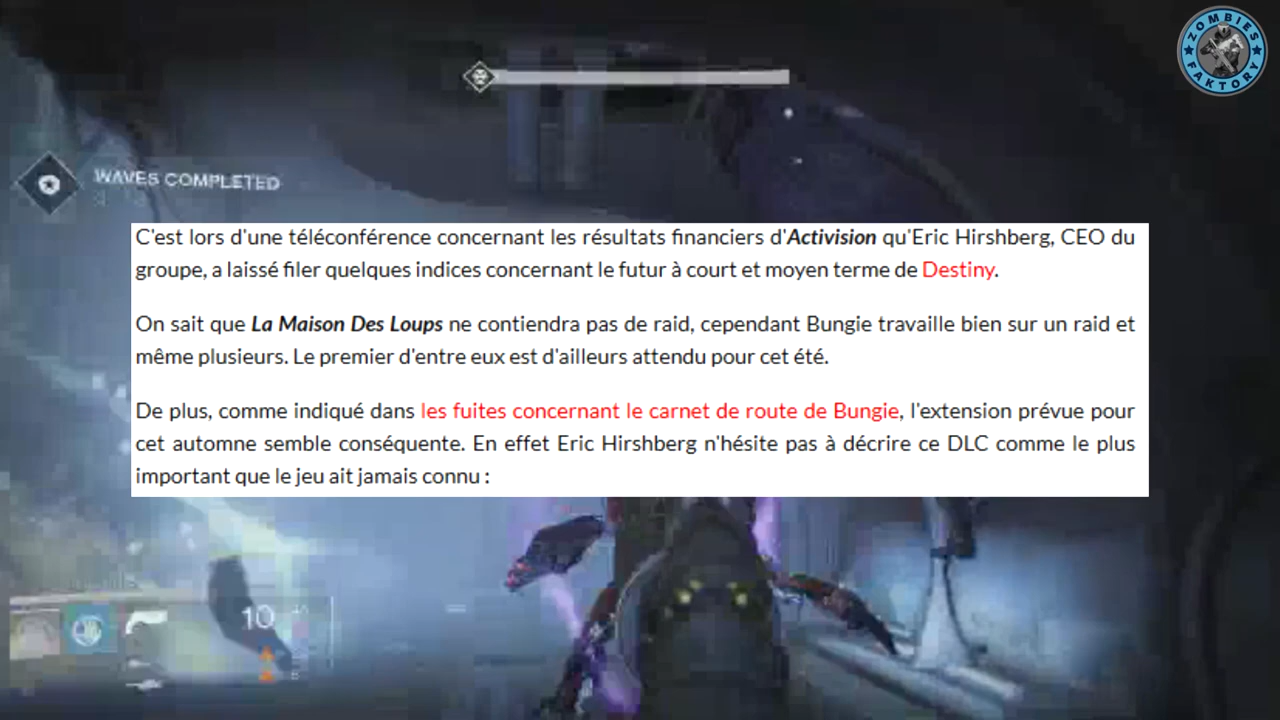 ZOMBIES
FAKTORY
WAVES COMPLETED
C'est lors d'une téléconférence concernant les résultats financiers d'Activision qu'Eric Hirshberg, CEO du
groupe, a laissé filer quelques indices concernant le futur à court et moyen terme de Destiny.
On sait que La Maison Des Loups ne contiendra pas de raid, cependant Bungie travaille bien sur un raid et
même plusieurs. Le premier d'entre eux est d'ailleurs attendu pour cet été.
De plus, comme indiqué dans les fuites concernant le carnet de route de Bungie, l'extension prévue pour
cet automne semble conséquente. En effet Eric Hirshberg n'hésite pas à décrire ce DLC comme le plus
important que le jeu ait jamais connu :
10